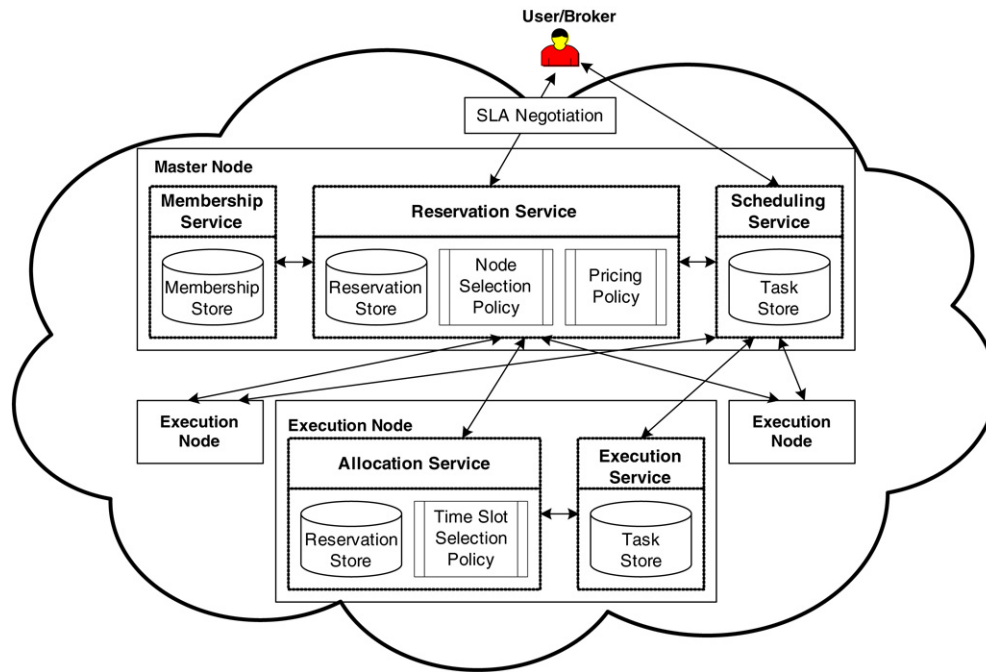 User/Broker
SLA Negotiation
Master Node
Membership
Service
Reservation Service
Scheduling
Service
Membership
Store
Reservation
Store
Node
Selection
Policy
Pricing
Policy
Task
Store
Execution
Node
Execution Node
Execution
Node
Allocation Service
Execution
Service
Reservation
Store
Time Slot
Selection
Policy
Task
Store